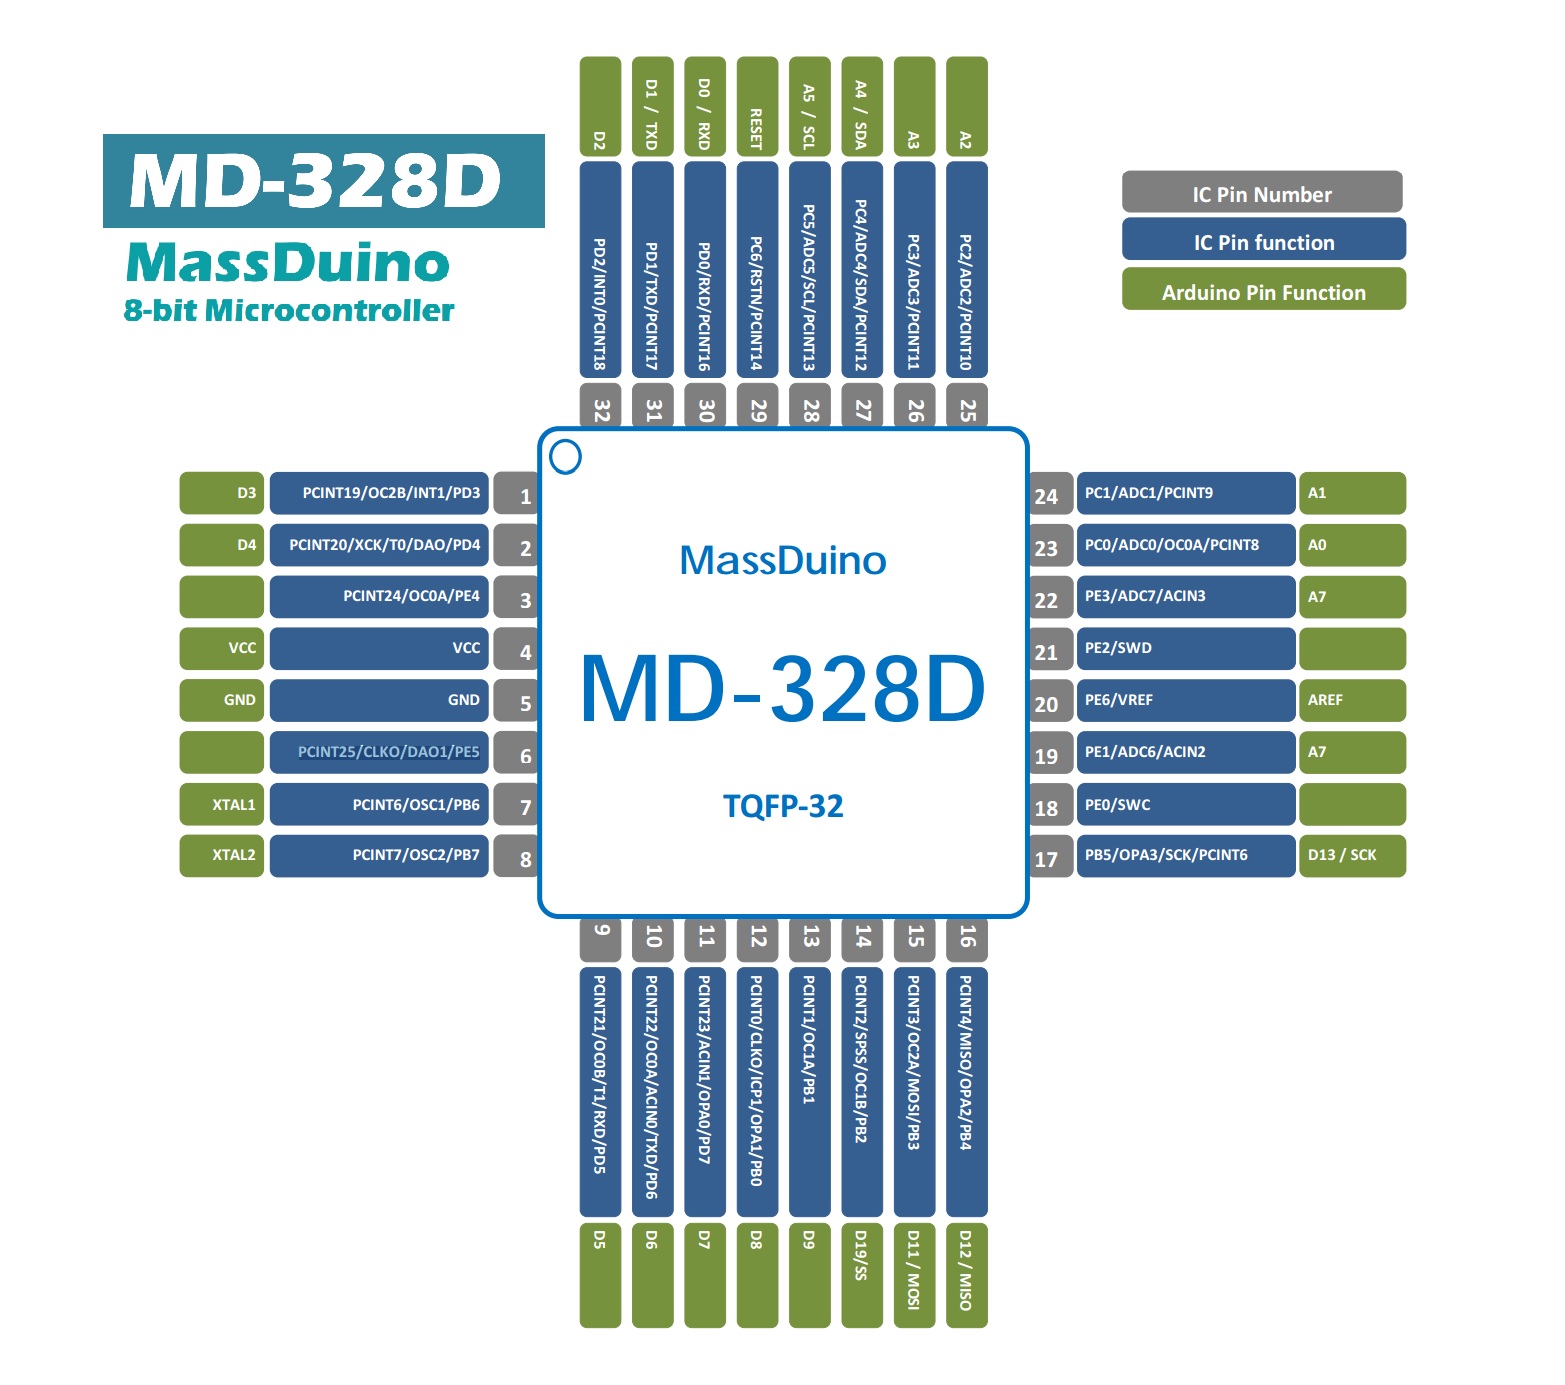 D2
D1 / TXD
D0 / RXD
RESET
A5 / SCL
A4 / SDA
A3
A2
MD-328D
MassDuino
8-bit Microcontroller
IC Pin Number
IC Pin function
Arduino Pin Function
PD2/INT0/PCINT18
PD1/TXD/PCINT17
PD0/RXD/PCINT16
PC6/RSTN/PCINT14
PC5/ADC5/SCL/PCINT13
PC4/ADC4/SDA/PCINT12
PC3/ADC3/PCINT11
PC2/ADC2/PCINT10
32
31
30
29
28
27
26
25
D3 PCINT19/OC2B/INT1/PD3 1
D4 PCINT20/XCK/T0/DAO/PD4 2
PCINT24/OC0A/PE4 3
VCC VCC 4
GND GND 5
PCINT25/CLKO/DAO1/PE5 6
XTAL1 PCINT6/OSC1/PB6 7
XTAL2 PCINT7/OSC2/PB7 8
MassDuino
MD-328D
TQFP-32
24 PC1/ADC1/PCINT9 A1
23 PC0/ADC0/OC0A/PCINT8 A0
22 PE3/ADC7/ACIN3 A7
21 PE2/SWD
20 PE6/VREF AREF
19 PE1/ADC6/ACIN2 A7
18 PE0/SWC
17 PB5/OPA3/SCK/PCINT6 D13 / SCK
9
10
11
12
13
14
15
16
PCINT21/OC0B/T1/RXD/PD5
PCINT22/OC0A/ACIN0/TXD/PD6
PCINT23/ACIN1/OPA0/PD7
PCINT0/CLKO/ICP1/OPA1/PB0
PCINT1/OC1A/PB1
PCINT2/SPSS/OC1B/PB2
PCINT3/OC2A/MOSI/PB3
PCINT4/MISO/OPA2/PB4
D5
D6
D7
D8
D9
D19/SS
D11 / MOSI
D12 / MISO